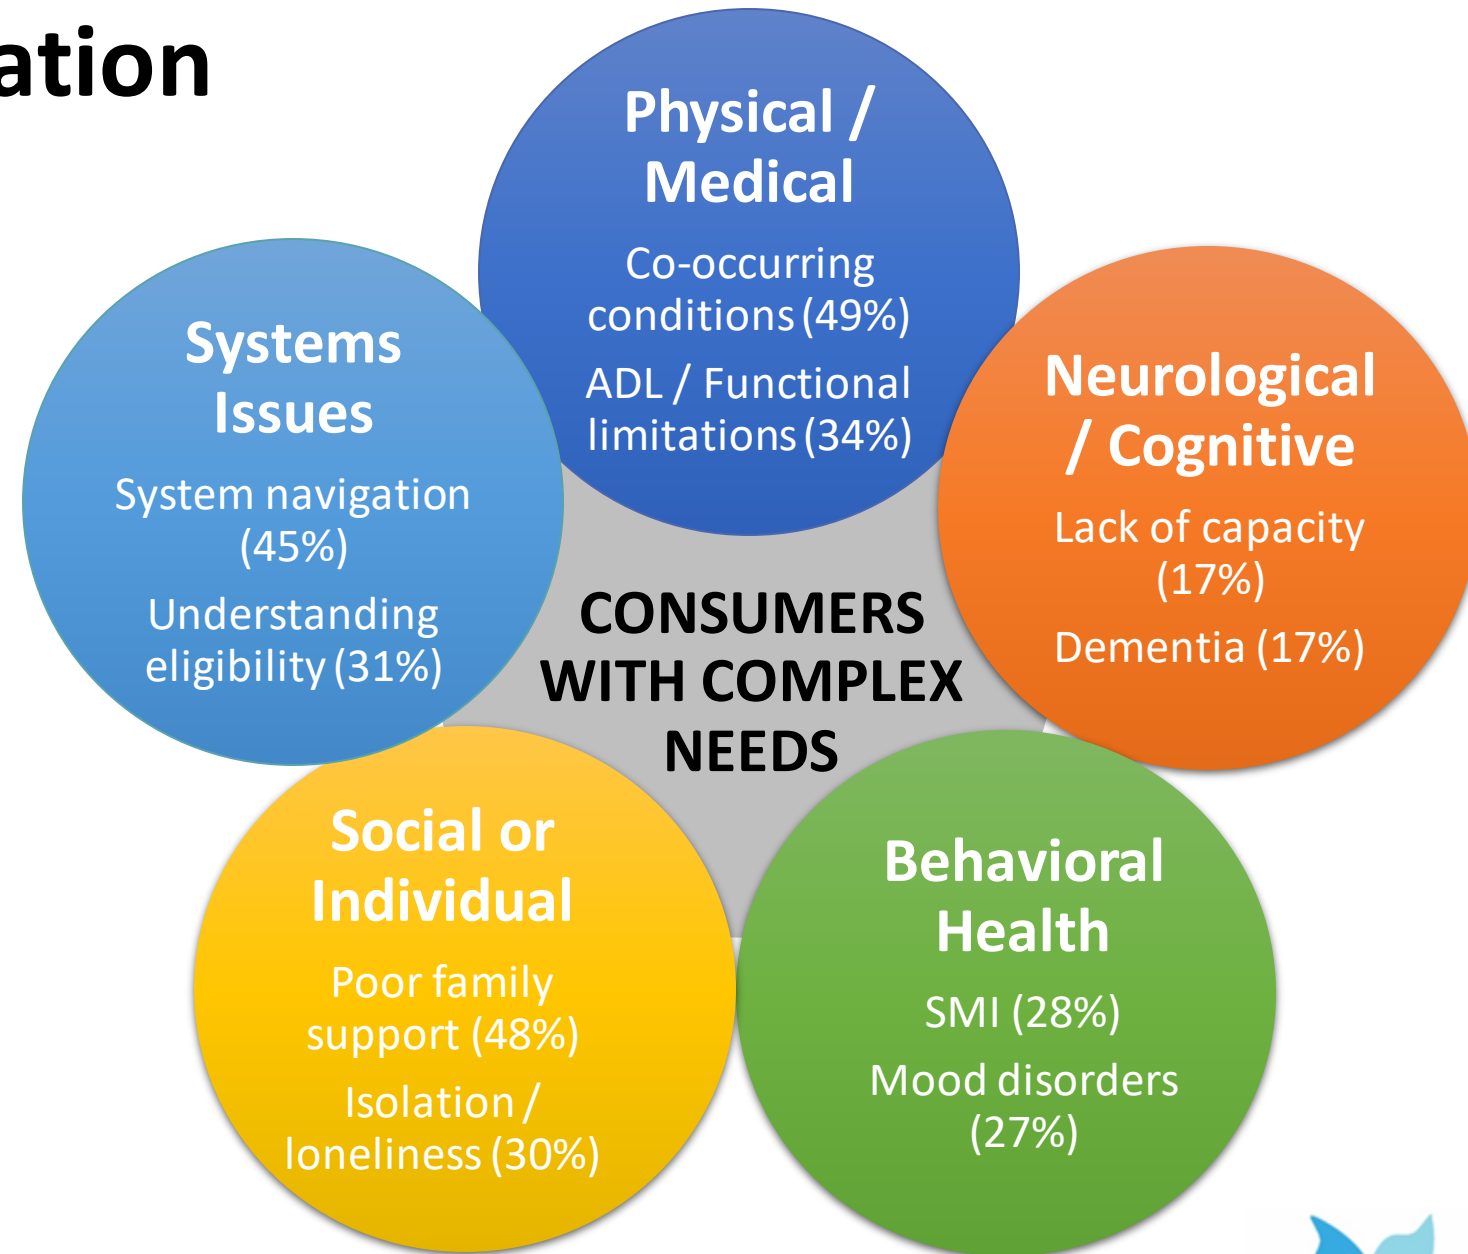 ation
Physical /
Medical
Co-occurring
conditions (49%)
ADL / Functional
limitations (34%)
Neurological
/ Cognitive
Lack of capacity
(17%)
Dementia (17%)
Behavioral
Health
SMI (28%)
Mood disorders
(27%)
Social or
Individual
Poor family
support (48%)
Isolation /
loneliness (30%)
Systems
Issues
System navigation
(45%)
Understanding
eligibility (31%)
CONSUMERS
WITH COMPLEX
NEEDS